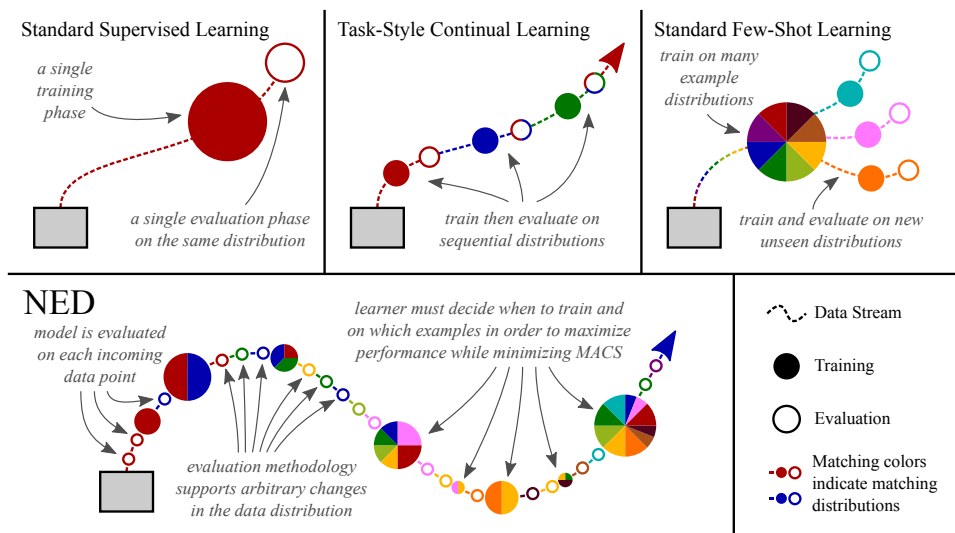 Standard Supervised Learning
a single
training
phase
a single evaluation phase
on the same distribution
Task-Style Continual Learning
train then evaluate on
sequential distributions
Standard Few-Shot Learning
train on many
example
distributions
train and evaluate on new
unseen distributions
NED
model is evaluated
on each incoming
data point
evaluation methodology
supports arbitrary changes
in the data distribution
learner must decide when to train and
on which examples in order to maximize
performance while minimizing MACS
Data Stream
Training
Evaluation
Matching colors
indicate matching
distributions